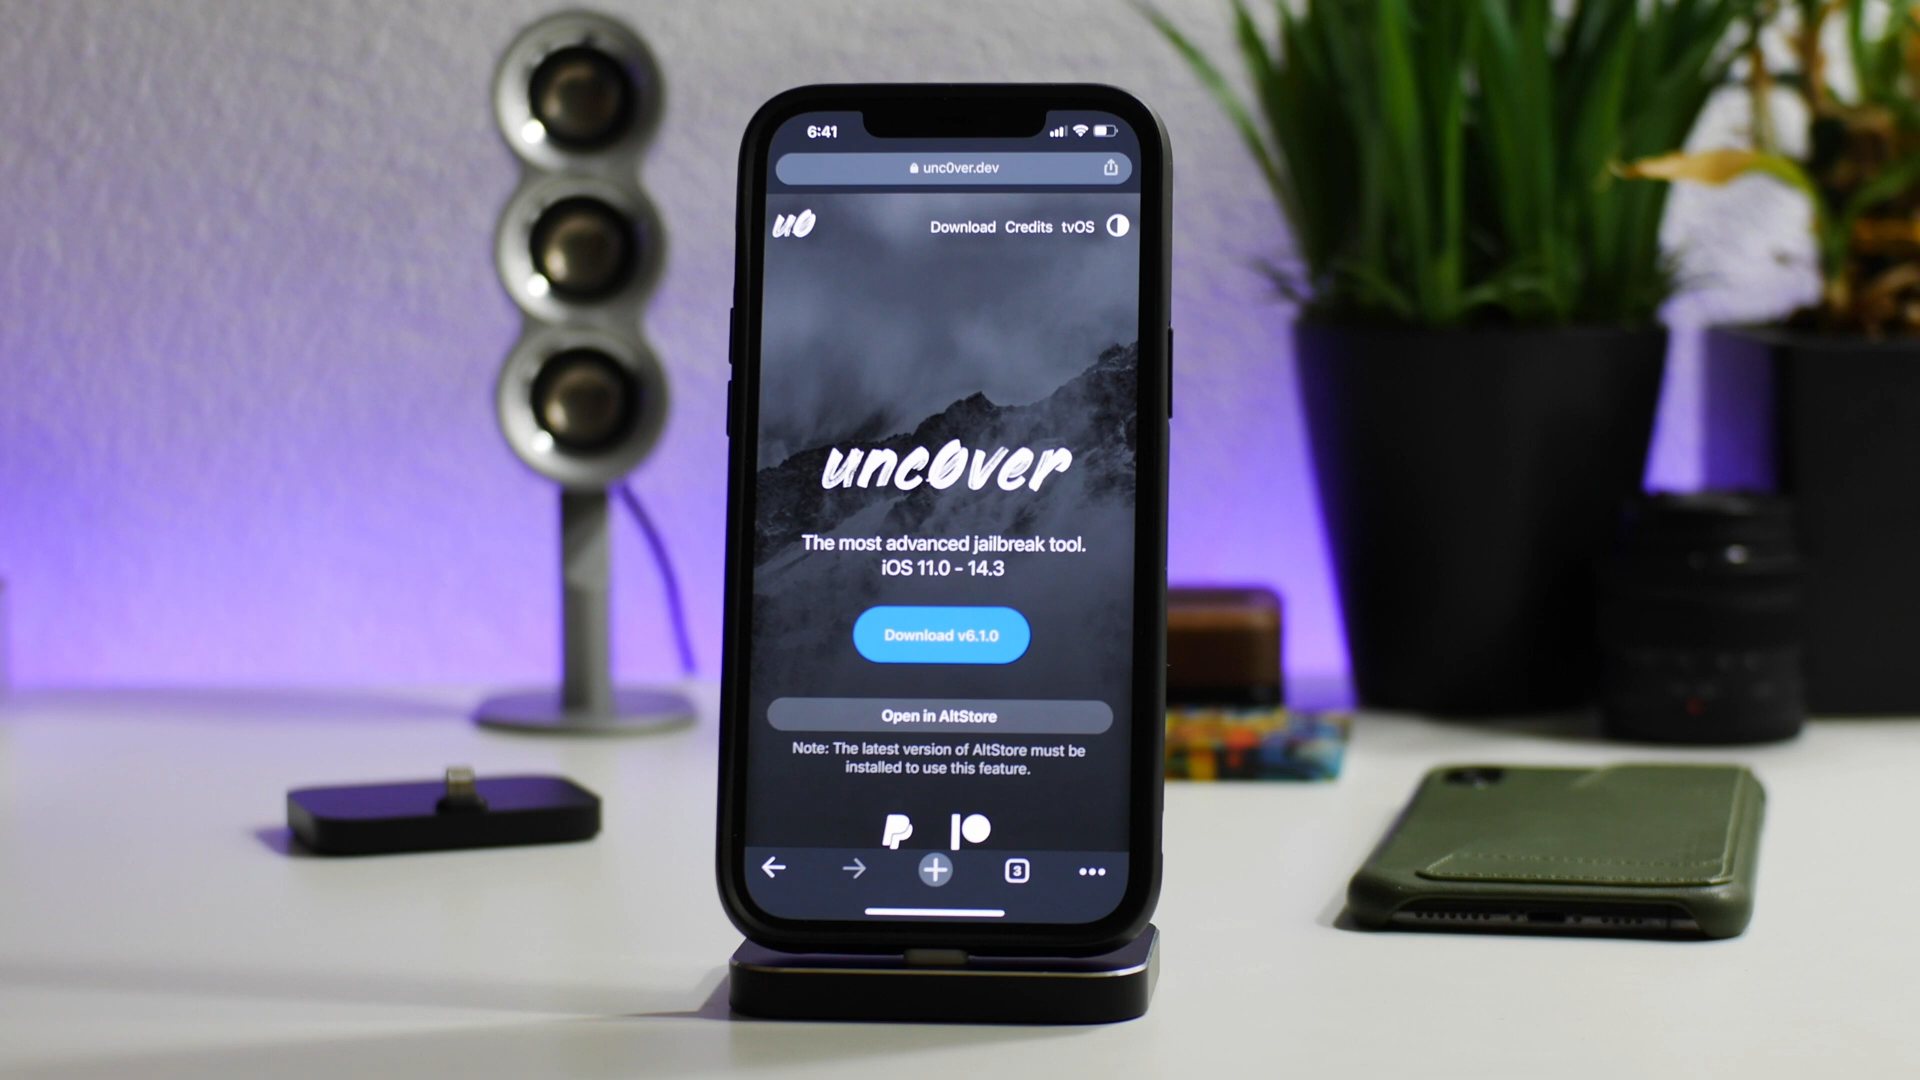 6:41
unc0ver.dev
u0
Download Credits tvOS
unc0ver
The most advanced jailbreak tool.
iOS 11.0 - 14.3
Download v6.1.0
Open in AltStore
Note: The latest version of AltStore must be
installed to use this feature.
3